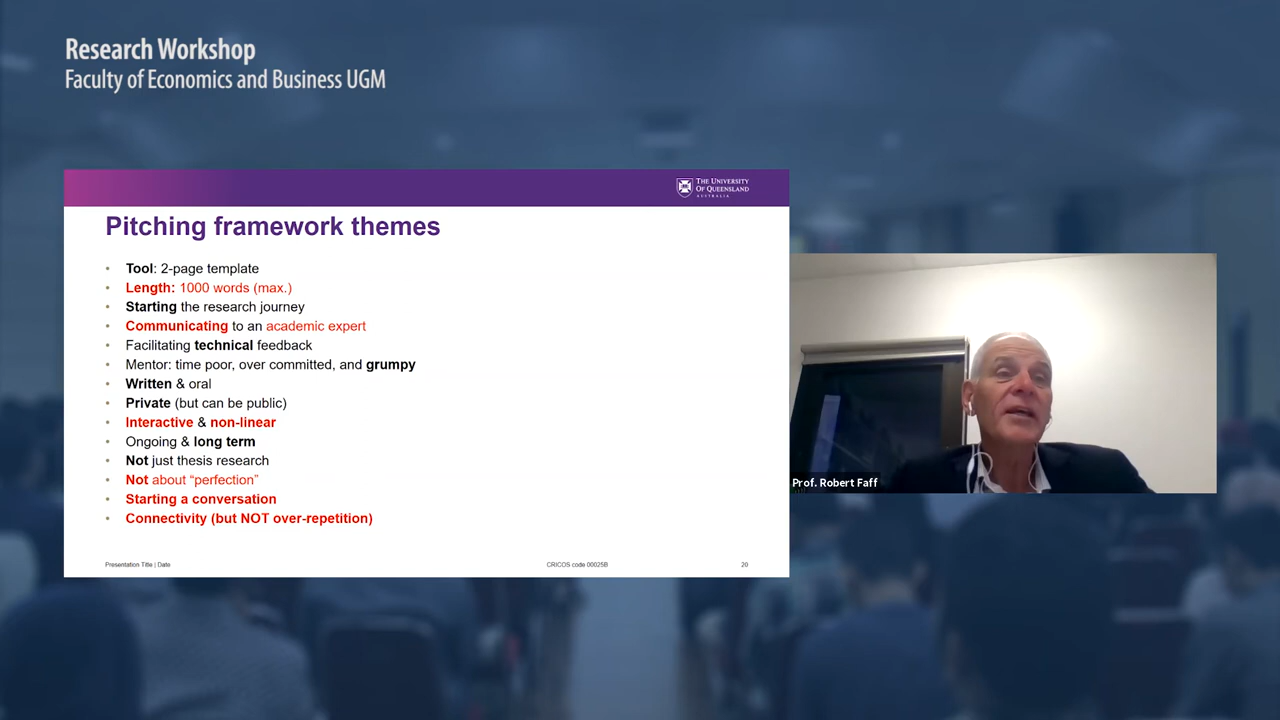 Research Workshop
Faculty of Economics and Business UGM
THE UNIVERSITY
OF QUEENSLAND
AUSTRALIA
Pitching framework themes
• Tool: 2-page template
• Length: 1000 words (max.)
• Starting the research journey
• Communicating to an academic expert
• Facilitating technical feedback
• Mentor: time poor, over committed, and grumpy
• Written & oral
• Private (but can be public)
• Interactive & non-linear
• Ongoing & long term
• Not just thesis research
• Not about “perfection”
• Starting a conversation
• Connectivity (but NOT over-repetition)
Presentation Title | Date
CRICOS code 00025B
20
Prof. Robert Faff